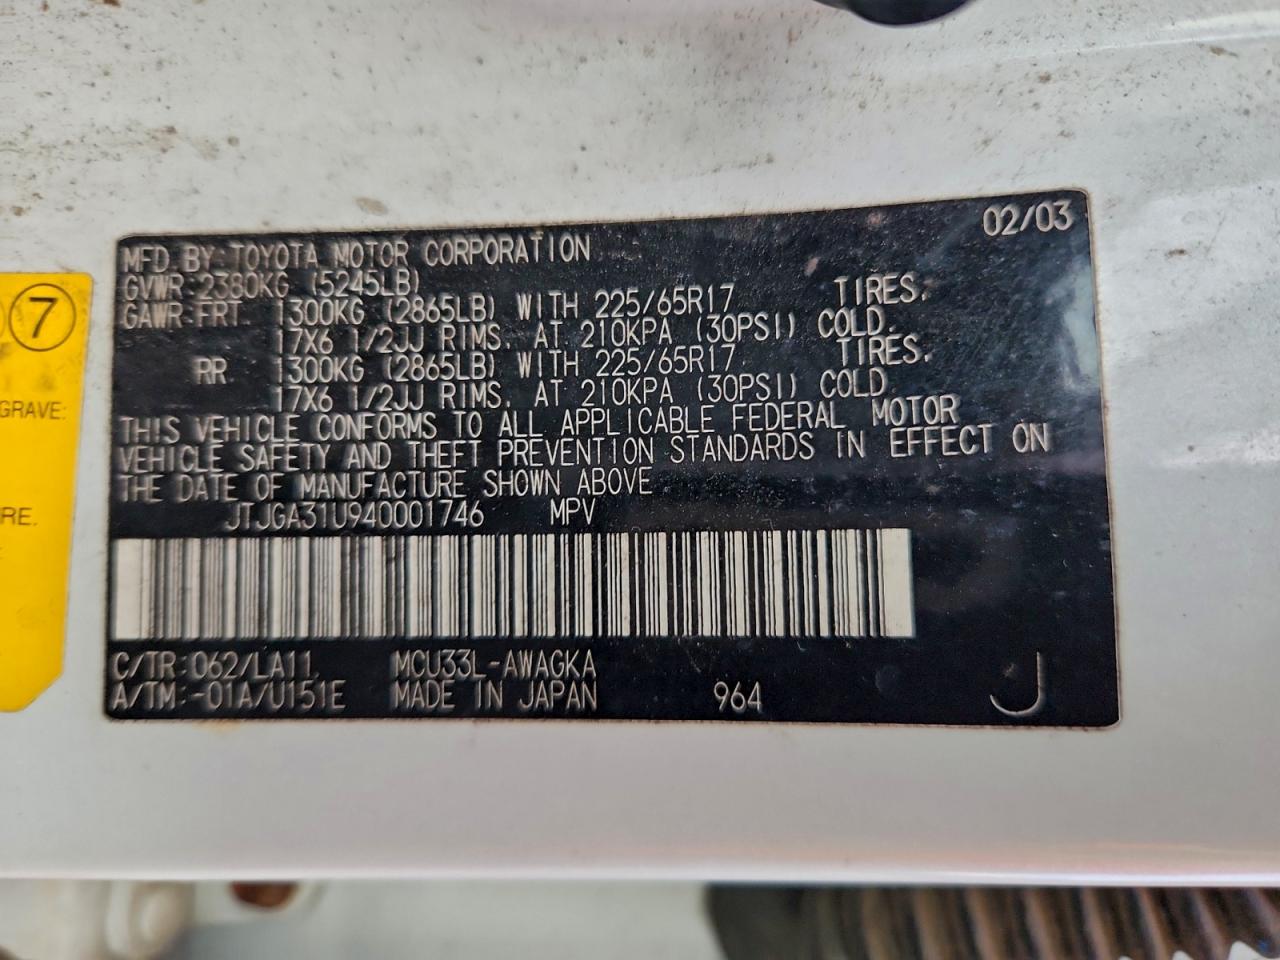 02/03
MFD BY: TOYOTA MOTOR CORPORATION
GVWR: 2380KG (5245LB)
GAWR: FRT. 1300KG (2865LB) WITH 225/65R17 TIRES.
17X6 1/2JJ RIMS. AT 210KPA (30PSI) COLD.
RR 1300KG (2865LB) WITH 225/65R17 TIRES.
17X6 1/2JJ RIMS. AT 210KPA (30PSI) COLD.
THIS VEHICLE CONFORMS TO ALL APPLICABLE FEDERAL MOTOR
VEHICLE SAFETY AND THEFT PREVENTION STANDARDS IN EFFECT ON
THE DATE OF MANUFACTURE SHOWN ABOVE.
JTJGA31U940001746 MPV
C/TR: 062/LA11 MCU33L-AWAGKA
A/TM: -01A/U151E MADE IN JAPAN 964
J
7
GRAVE:
RE.